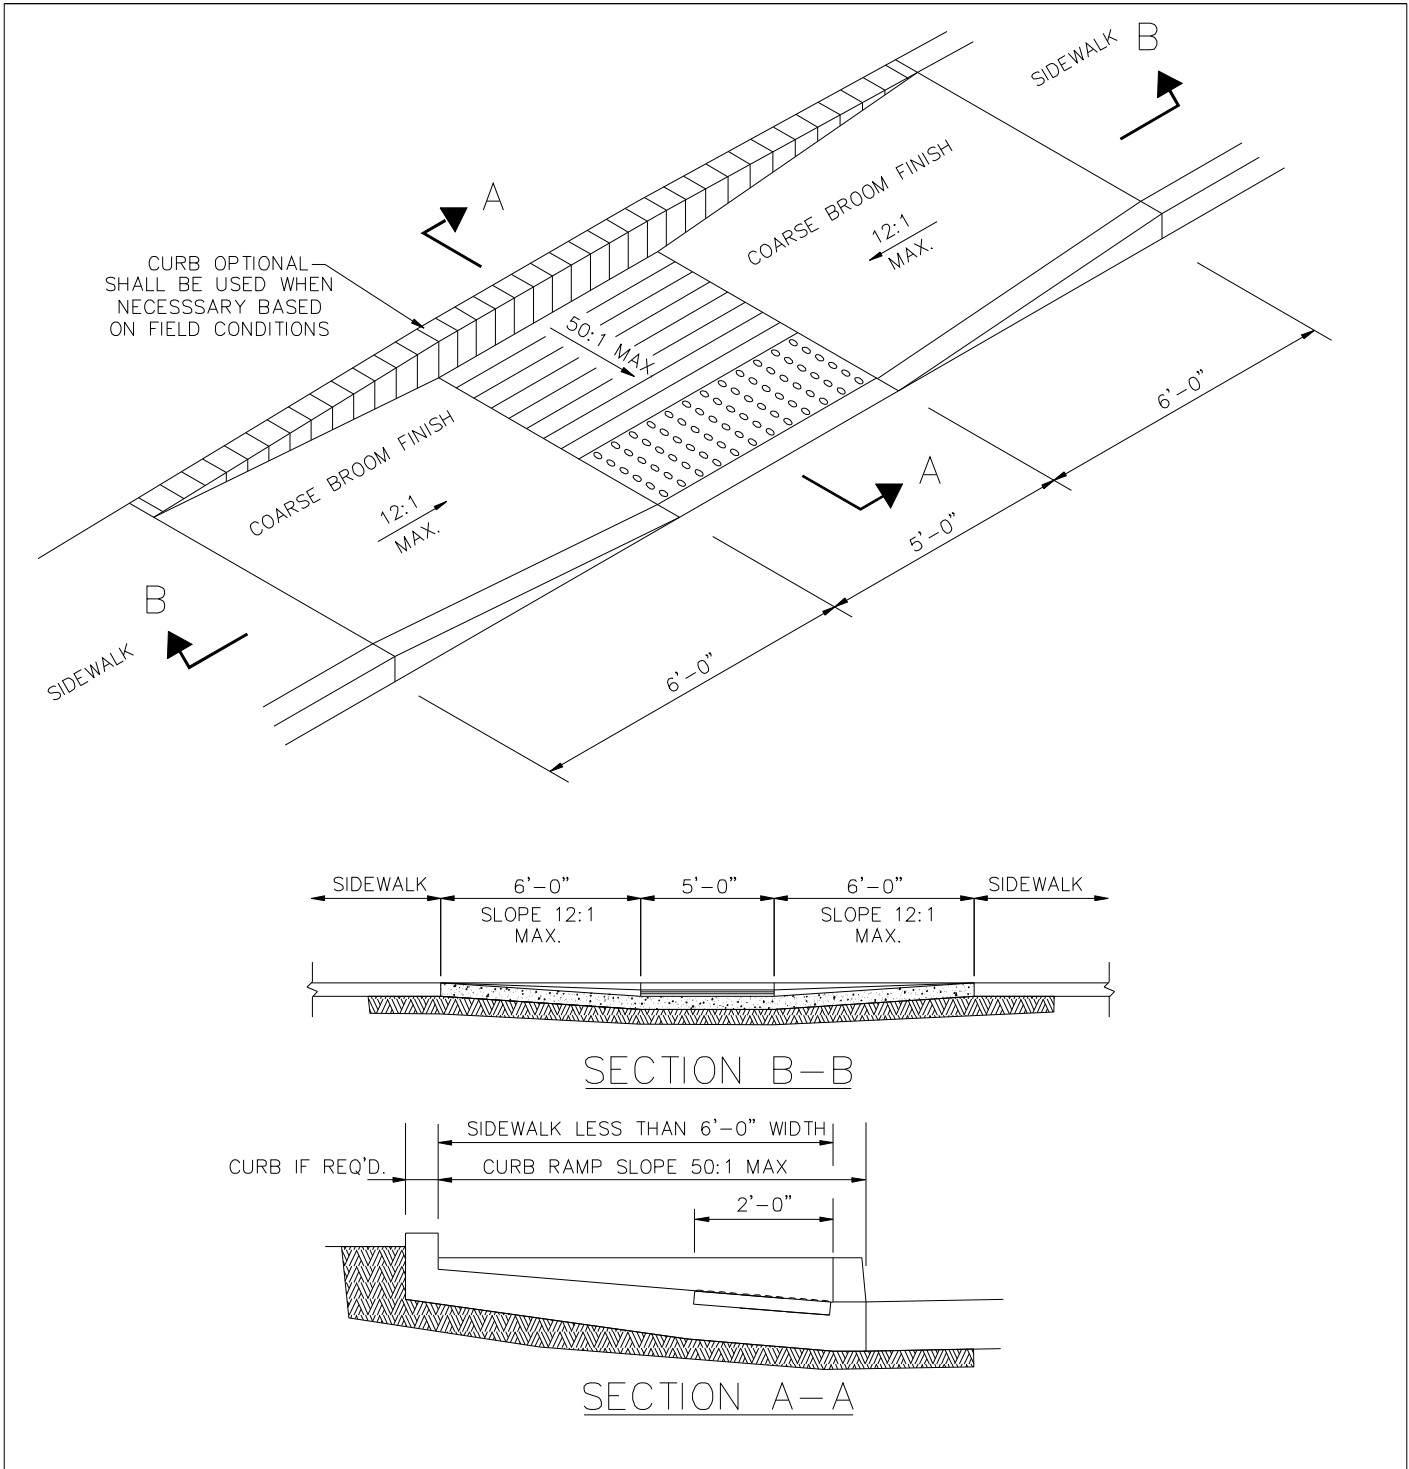 SIDEWALK
B
A
COARSE BROOM FINISH
12:1
MAX.
CURB OPTIONAL
SHALL BE USED WHEN
NECESSSARY BASED
ON FIELD CONDITIONS
50:1 MAX
6'-0"
COARSE BROOM FINISH
12:1
MAX.
A
5'-0"
B
SIDEWALK
6'-0"
SIDEWALK 6'-0" 5'-0" 6'-0" SIDEWALK
SLOPE 12:1 SLOPE 12:1
MAX. MAX.
SECTION B-B
SIDEWALK LESS THAN 6'-0" WIDTH
CURB IF REQ'D. CURB RAMP SLOPE 50:1 MAX
2'-0"
SECTION A-A